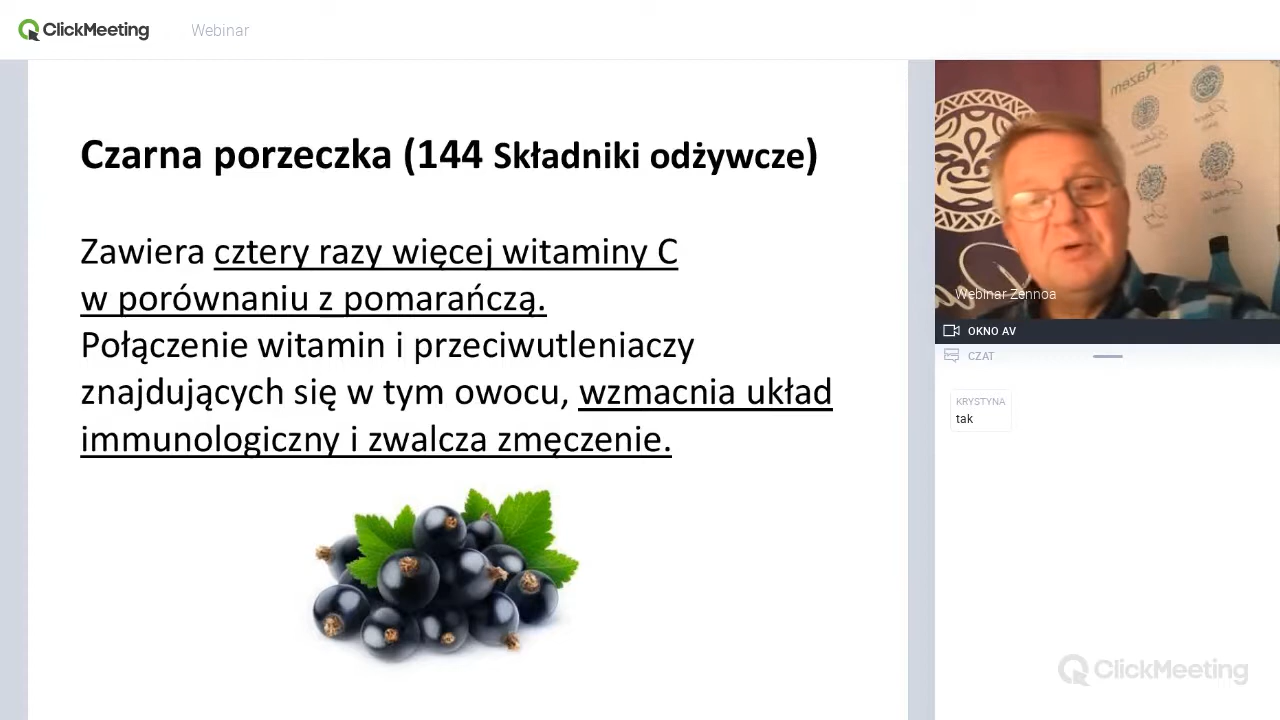 ClickMeeting
Webinar
Czarna porzeczka (144 Składniki odżywcze)
Zawiera cztery razy więcej witaminy C
w porównaniu z pomarańczą.
Połączenie witamin i przeciwutleniaczy
znajdujących się w tym owocu, wzmacnia układ
immunologiczny i zwalcza zmęczenie.
Webinar Zennoa
OKNO AV
CZAT
KRYSTYNA
tak
ClickMeeting